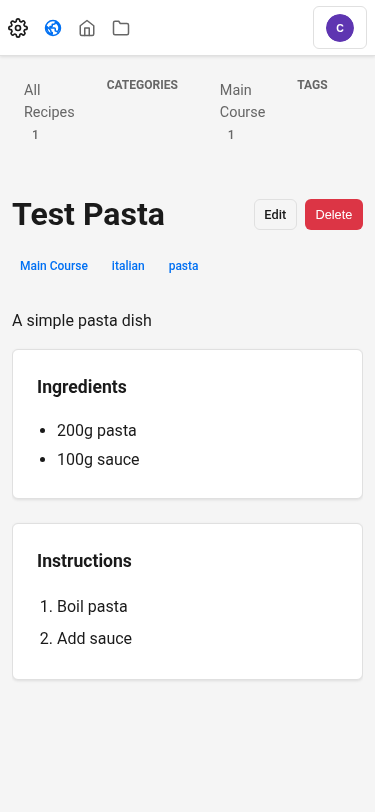 C
All Recipes
1
CATEGORIES
Main Course
1
TAGS
Test Pasta
Edit
Delete
Main Course
italian
pasta
A simple pasta dish
Ingredients
• 200g pasta
• 100g sauce
Instructions
1. Boil pasta
2. Add sauce